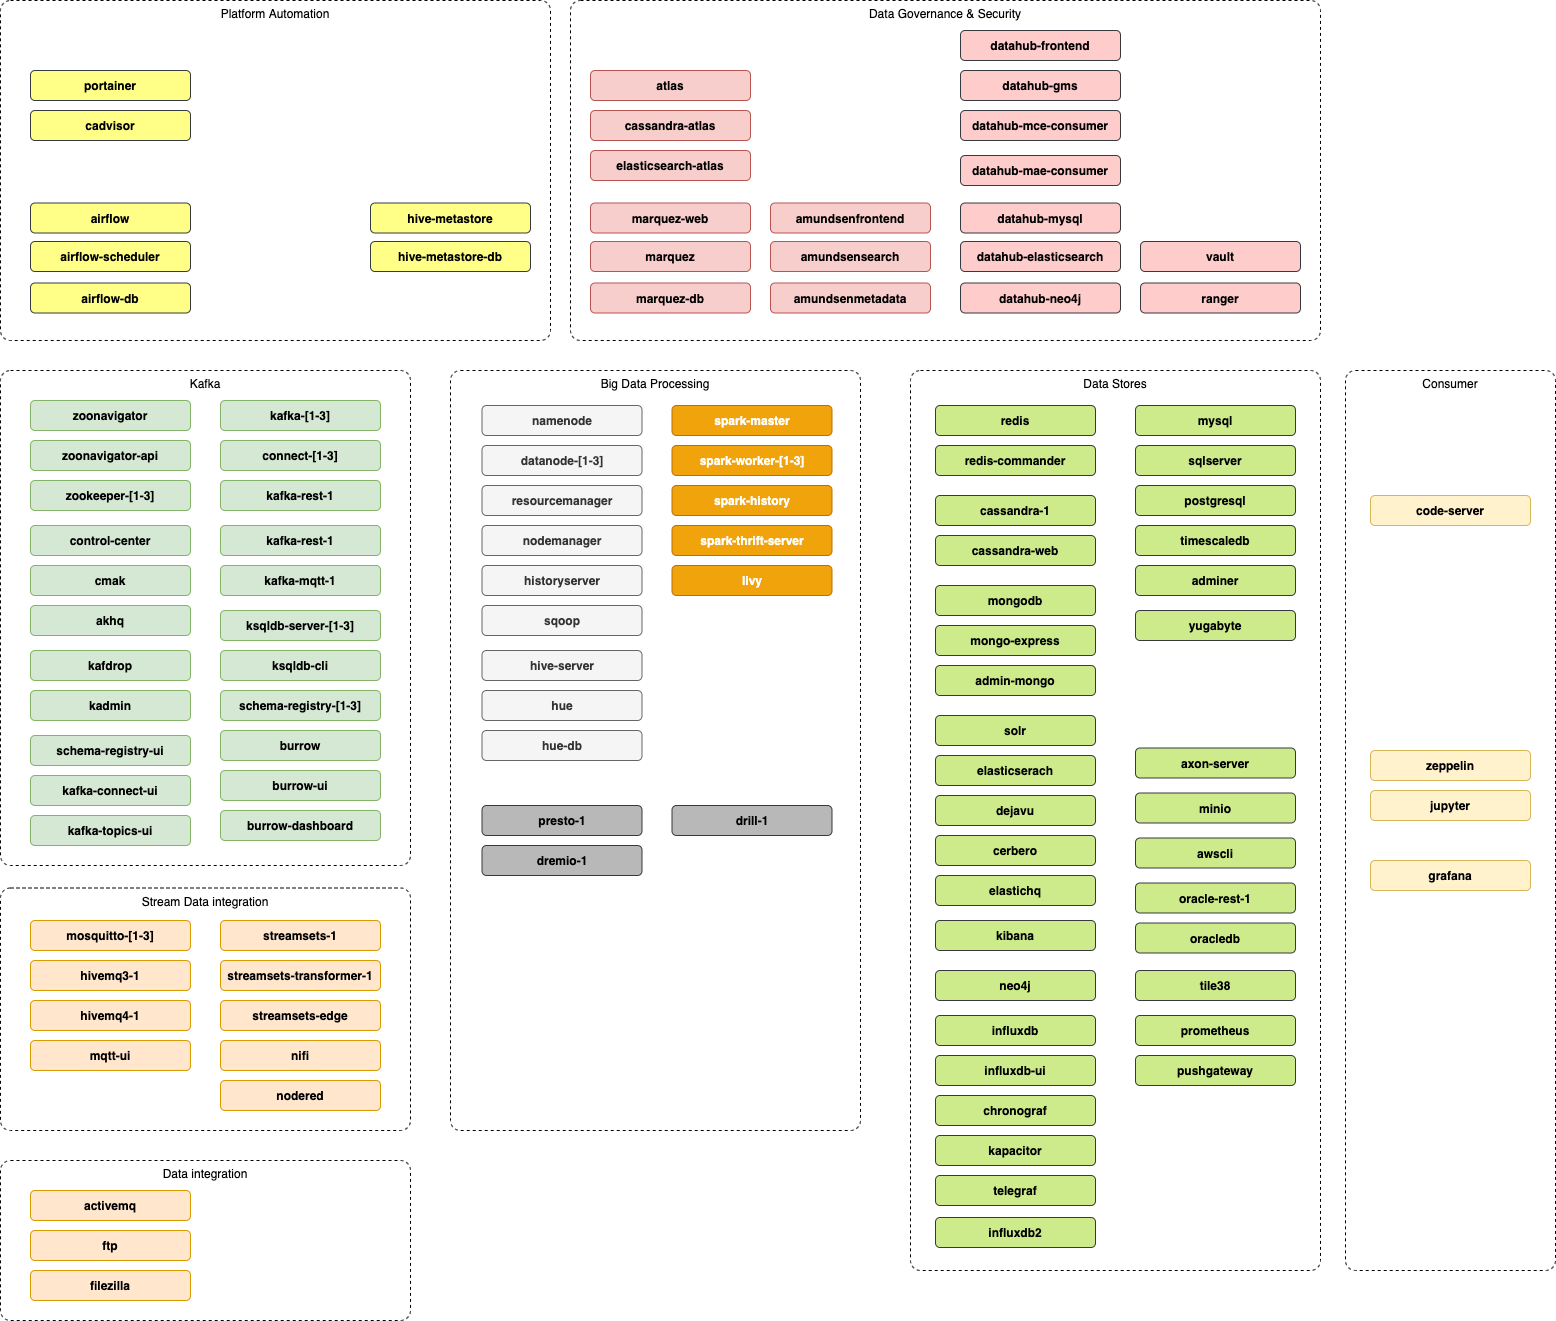 Platform Automation
portainer
cadvisor
airflow
airflow-scheduler
airflow-db
hive-metastore
hive-metastore-db
Data Governance & Security
atlas
cassandra-atlas
elasticsearch-atlas
marquez-web
marquez
marquez-db
amundsenfrontend
amundsensearch
amundsenmetadata
datahub-frontend
datahub-gms
datahub-mce-consumer
datahub-mae-consumer
datahub-mysql
datahub-elasticsearch
datahub-neo4j
vault
ranger
Kafka
zoonavigator
zoonavigator-api
zookeeper-[1-3]
control-center
cmak
akhq
kafdrop
kadmin
schema-registry-ui
kafka-connect-ui
kafka-topics-ui
kafka-[1-3]
connect-[1-3]
kafka-rest-1
kafka-rest-1
kafka-mqtt-1
ksqldb-server-[1-3]
ksqldb-cli
schema-registry-[1-3]
burrow
burrow-ui
burrow-dashboard
Big Data Processing
namenode
datanode-[1-3]
resourcemanager
nodemanager
historyserver
sqoop
hive-server
hue
hue-db
presto-1
dremio-1
spark-master
spark-worker-[1-3]
spark-history
spark-thrift-server
livy
drill-1
Data Stores
redis
redis-commander
cassandra-1
cassandra-web
mongodb
mongo-express
admin-mongo
solr
elasticserach
dejavu
cerbero
elastichq
kibana
neo4j
influxdb
influxdb-ui
chronograf
kapacitor
telegraf
influxdb2
mysql
sqlserver
postgresql
timescaledb
adminer
yugabyte
axon-server
minio
awscli
oracle-rest-1
oracledb
tile38
prometheus
pushgateway
Consumer
code-server
zeppelin
jupyter
grafana
Stream Data integration
mosquitto-[1-3]
hivemq3-1
hivemq4-1
mqtt-ui
streamsets-1
streamsets-transformer-1
streamsets-edge
nifi
nodered
Data integration
activemq
ftp
filezilla